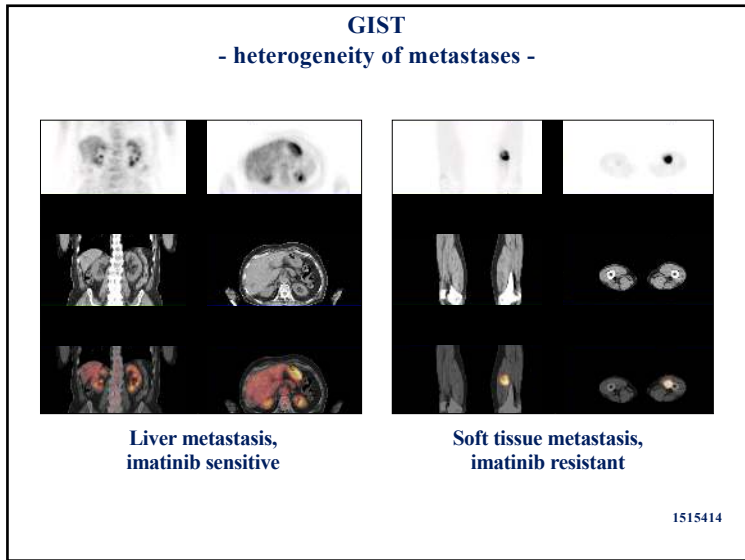 GIST
- heterogeneity of metastases -
Liver metastasis,
imatinib sensitive
Soft tissue metastasis,
imatinib resistant
1515414